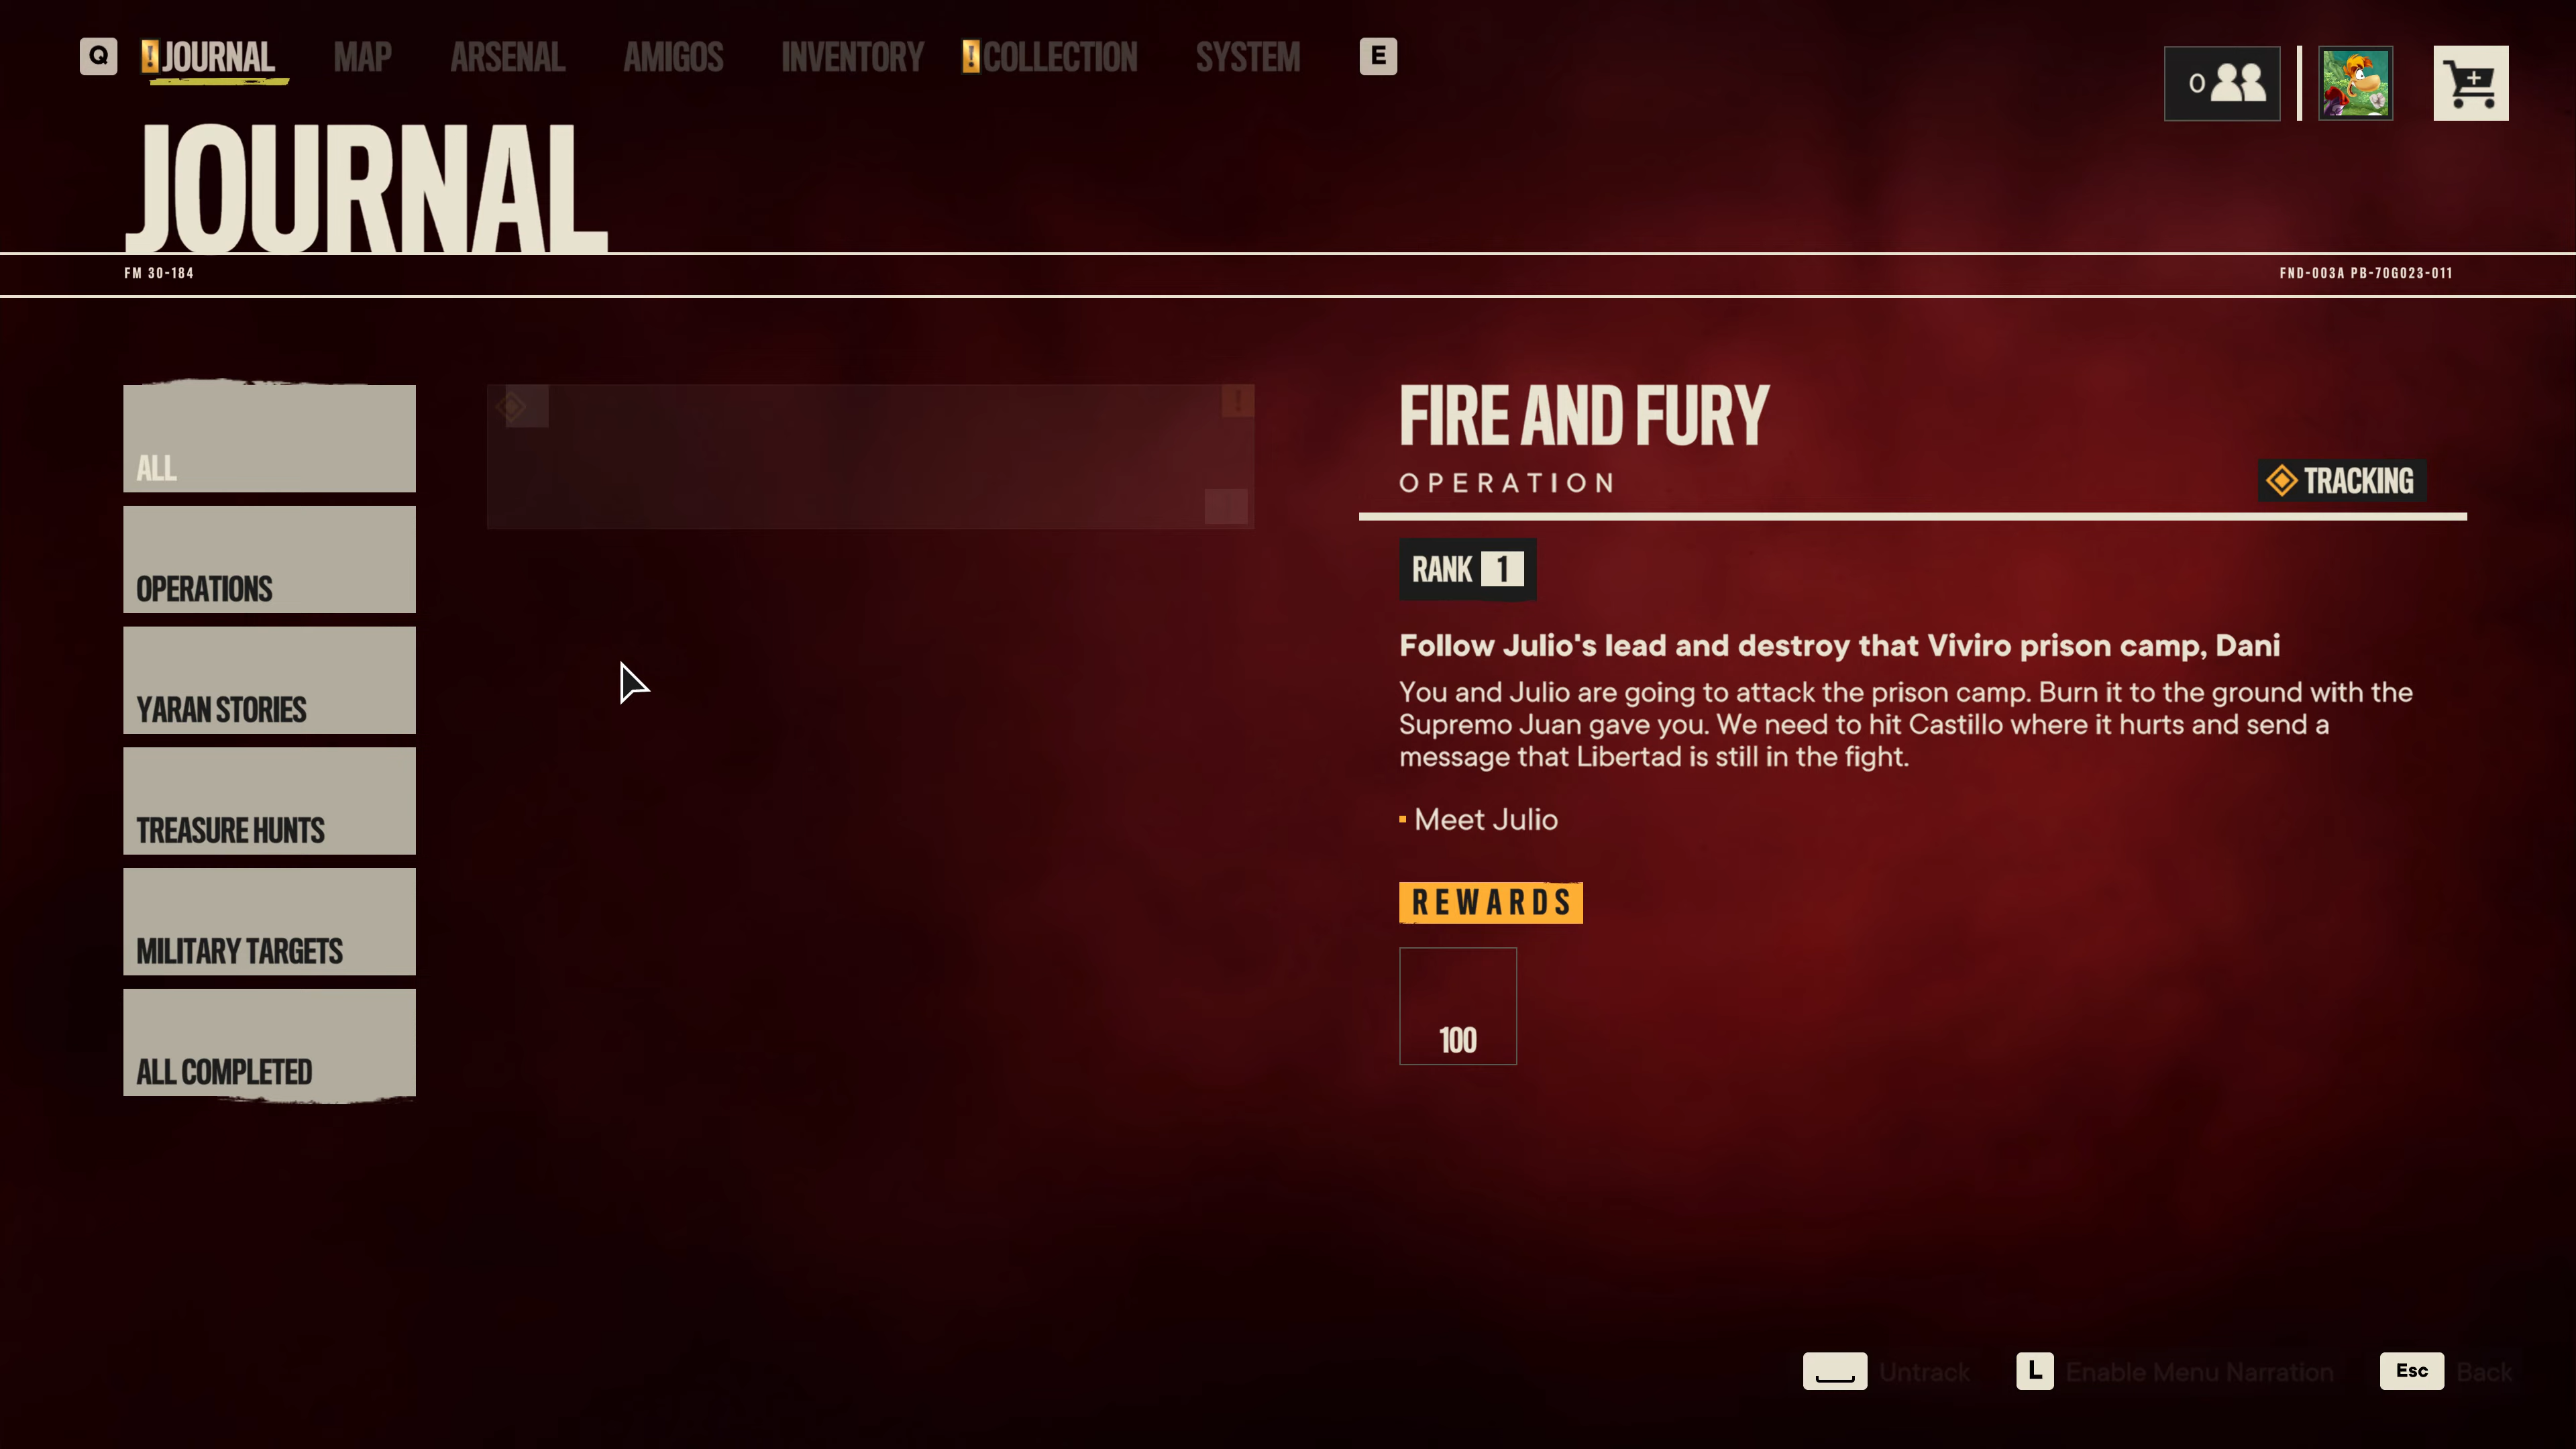 Q ! JOURNAL MAP ARSENAL AMIGOS INVENTORY ! COLLECTION SYSTEM E
0
JOURNAL
FM 30-184
FND-003A PB-70G023-011
ALL
OPERATIONS
YARAN STORIES
TREASURE HUNTS
MILITARY TARGETS
ALL COMPLETED
!
FIRE AND FURY
OPERATION
TRACKING
RANK 1
Follow Julio's lead and destroy that Viviro prison camp, Dani
You and Julio are going to attack the prison camp. Burn it to the ground with the
Supremo Juan gave you. We need to hit Castillo where it hurts and send a
message that Libertad is still in the fight.
Meet Julio
REWARDS
100
Untrack L Enable Menu Narration Esc Back